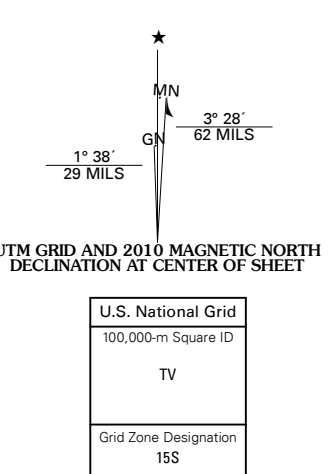 ★
MN
3° 28´
GN
62 MILS
1° 38´
29 MILS
UTM GRID AND 2010 MAGNETIC NORTH
DECLINATION AT CENTER OF SHEET
U.S. National Grid
100,000-m Square ID
TV
Grid Zone Designation
15S